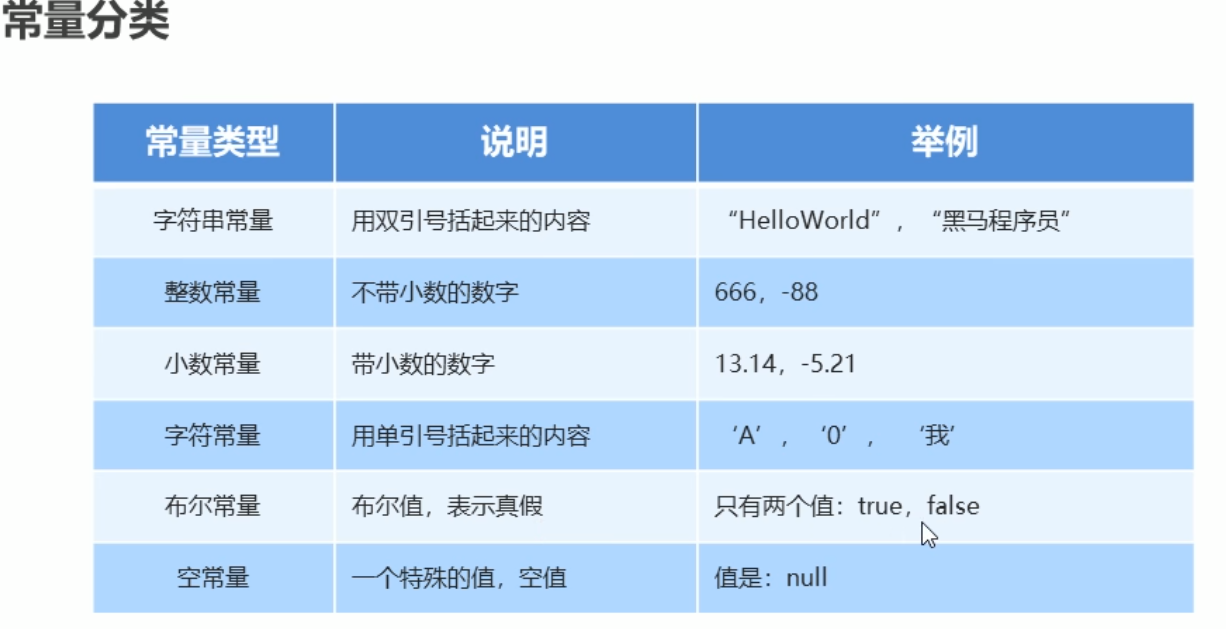 常量分类
常量类型 说明 举例
字符串常量 用双引号括起来的内容 “HelloWorld”，“黑马程序员”
整数常量 不带小数的数字 666，-88
小数常量 带小数的数字 13.14，-5.21
字符常量 用单引号括起来的内容 ‘A’，‘0’，‘我’
布尔常量 布尔值，表示真假 只有两个值：true，false
空常量 一个特殊的值，空值 值是：null